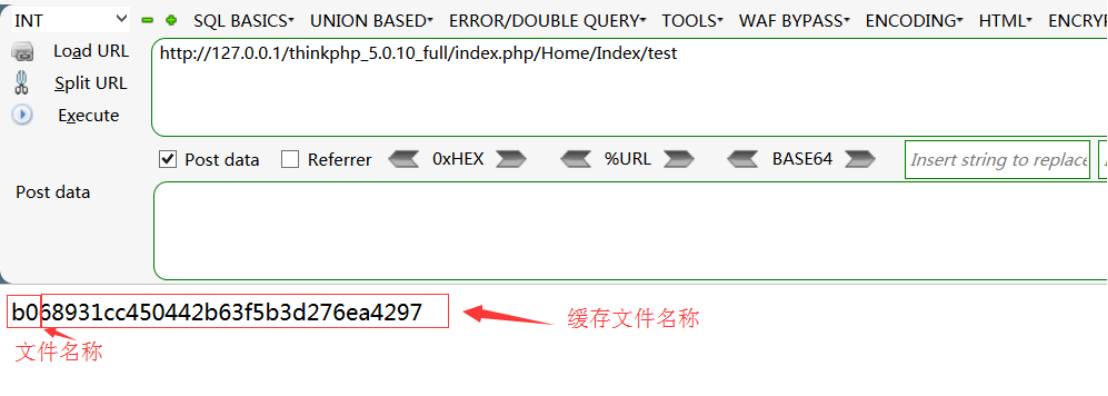 INT SQL BASICS UNION BASED ERROR/DOUBLE QUERY TOOLS WAF BYPASS ENCODING HTML ENCRY
Load URL http://127.0.0.1/thinkphp_5.0.10_full/index.php/Home/Index/test
Split URL
Execute
Post data Referrer 0xHEX %URL BASE64 Insert string to replace
Post data
b068931cc450442b63f5b3d276ea4297
缓存文件名称
文件名称